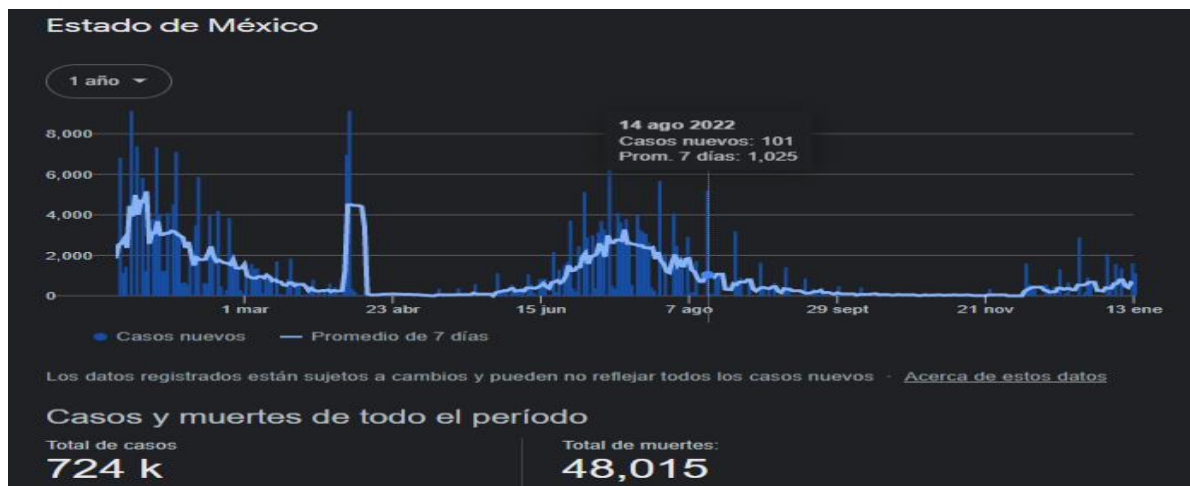 Estado de México
1 año
8,000
6,000
4,000
2,000
0
14 ago 2022
Casos nuevos: 101
Prom. 7 días: 1,025
1 mar
23 abr
15 jun
7 ago
29 sept
21 nov
13 ene
Casos nuevos
Promedio de 7 días
Los datos registrados están sujetos a cambios y pueden no reflejar todos los casos nuevos · Acerca de estos datos
Casos y muertes de todo el período
Total de casos
724 k
Total de muertes:
48,015